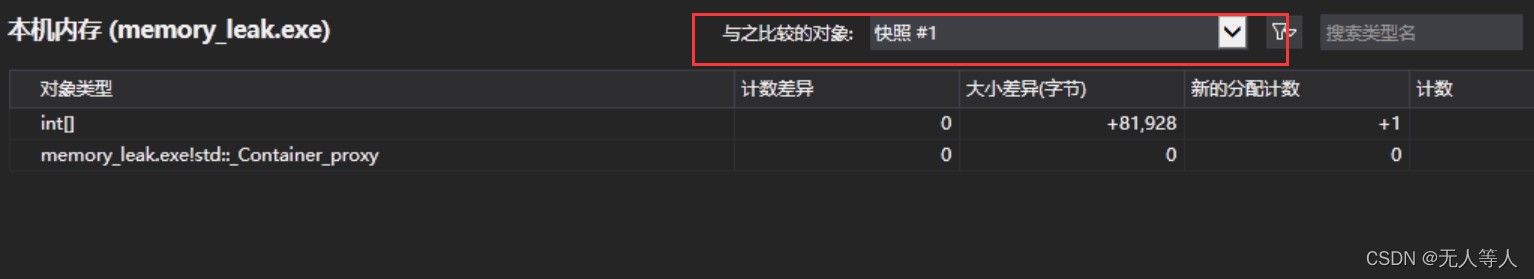 本机内存 (memory_leak.exe) 与之比较的对象: 快照 #1 搜索类型名
对象类型 计数差异 大小差异(字节) 新的分配计数 计数
int[] 0 +81,928 +1
memory_leak.exe!std::_Container_proxy 0 0 0
CSDN @无人等人